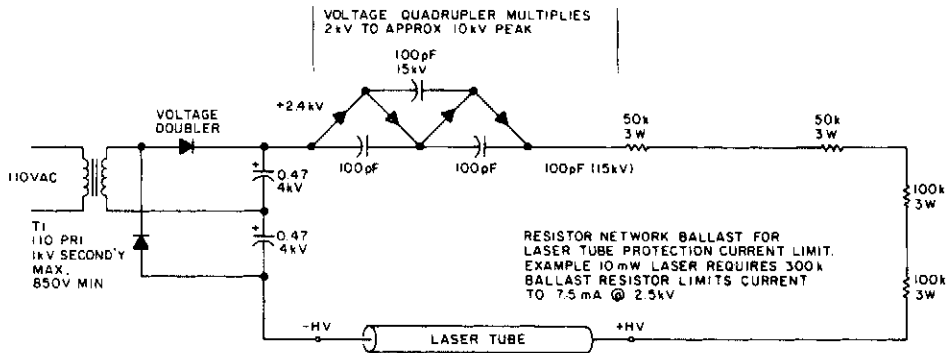 VOLTAGE QUADRUPLER MULTIPLIES
2kV TO APPROX 10kV PEAK
100pF
15kV
+2.4kV
VOLTAGE
DOUBLER
50k
3W
50k
3W
110VAC
+
0.47
4kV
100pF
100pF
100pF (15kV)
100k
3W
T1
110 PRI
1kV SECOND'Y
MAX.
850V MIN
+
0.47
4kV
RESISTOR NETWORK BALLAST FOR
LASER TUBE PROTECTION CURRENT LIMIT.
EXAMPLE 10mW LASER REQUIRES 300k
BALLAST RESISTOR LIMITS CURRENT
TO 7.5mA @ 2.5kV
100k
3W
-HV
LASER TUBE
+HV